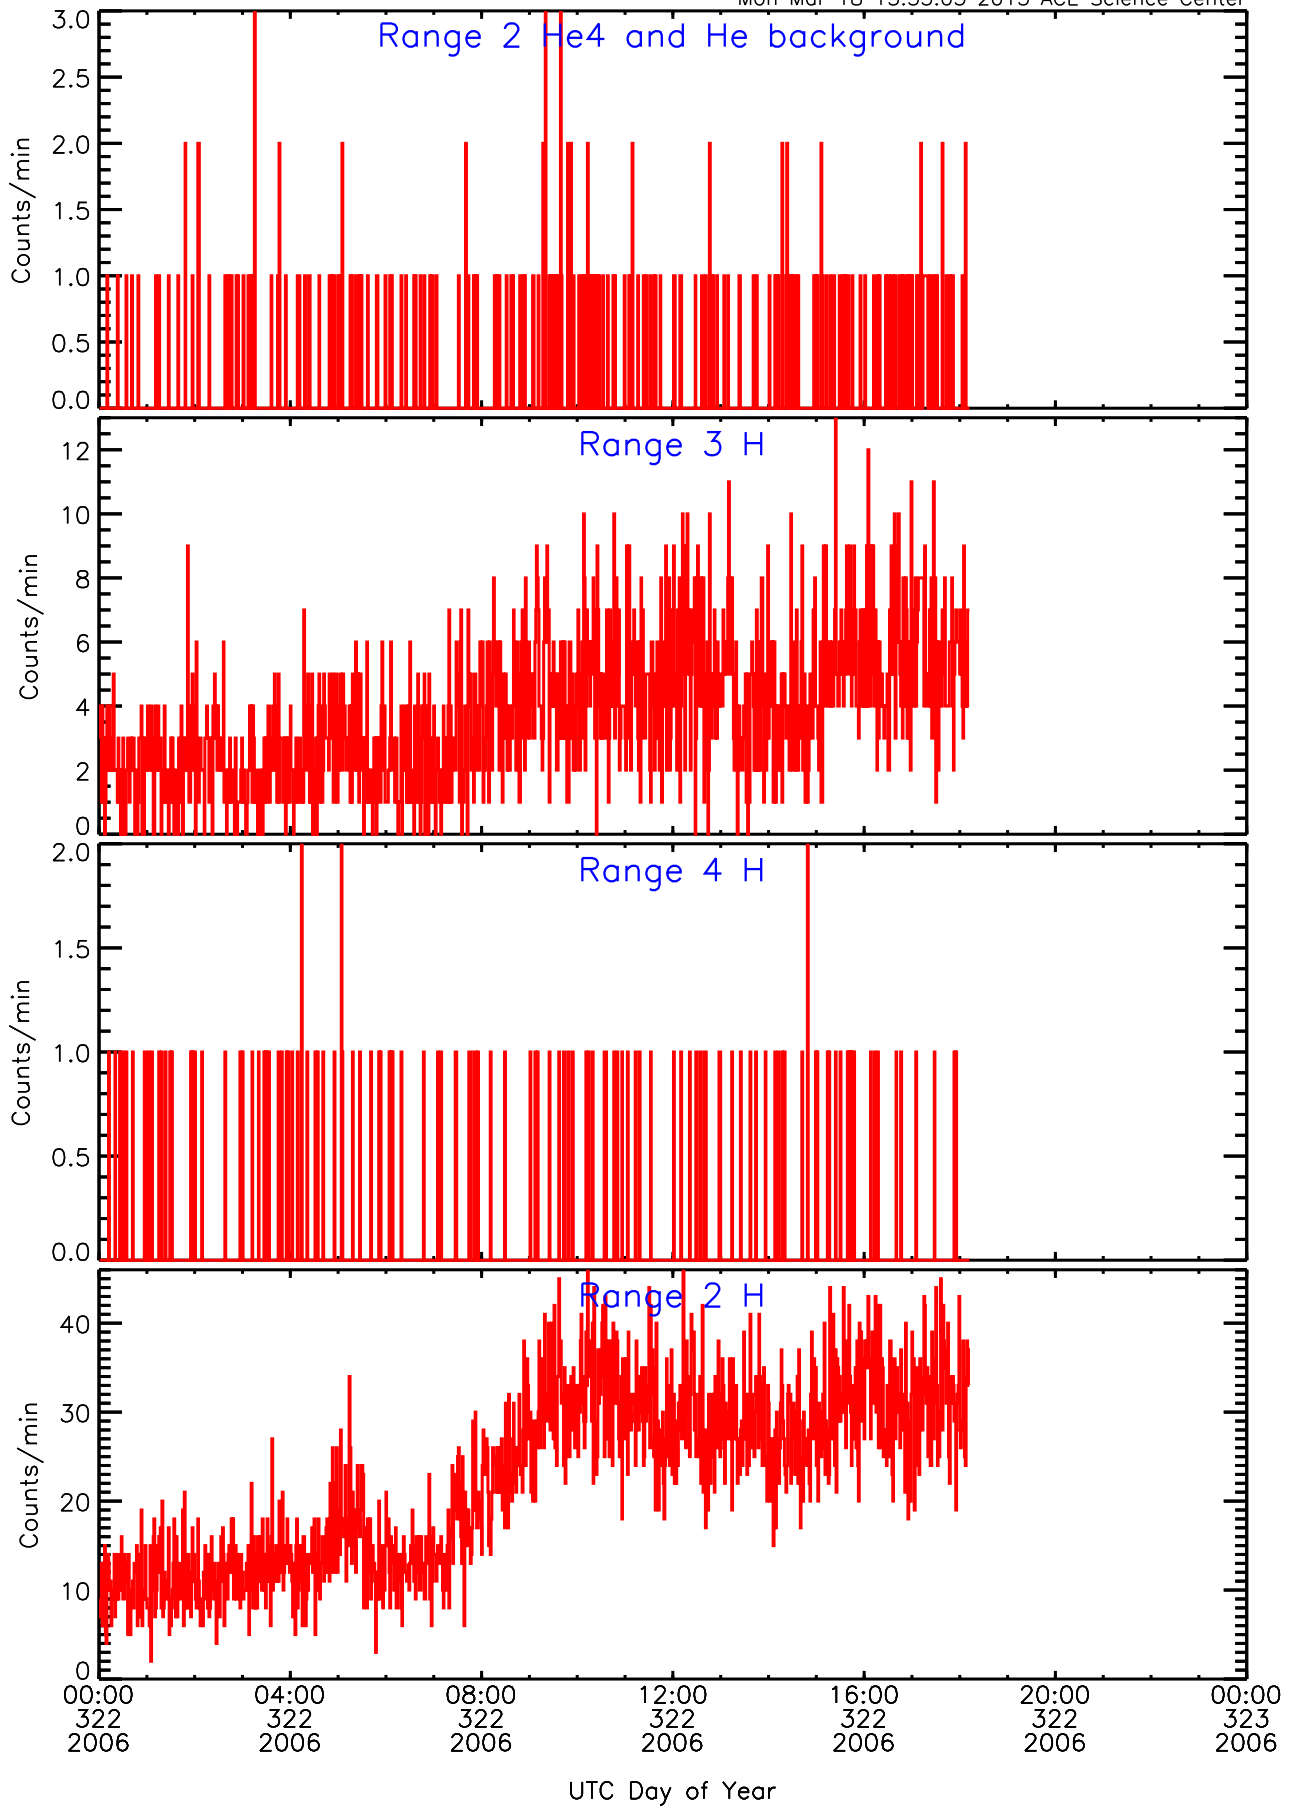 Range 2 He4 and He background
3.0
2.5
2.0
1.5
1.0
0.5
0.0
Counts/min
Range 3 H
12
10
8
6
4
2
0
Counts/min
Range 4 H
2.0
1.5
1.0
0.5
0.0
Counts/min
Range 2 H
40
30
20
10
0
Counts/min
00:00 04:00 08:00 12:00 16:00 20:00 00:00
322 322 322 322 322 322 323
2006 2006 2006 2006 2006 2006 2006
UTC Day of Year